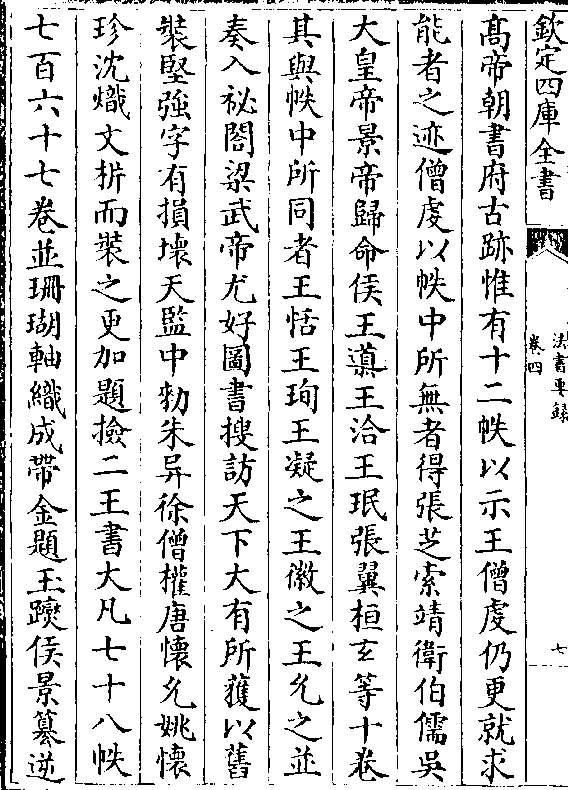 欽定四庫全書
法書要録
卷四
七
髙帝朝書府古跡惟有十二帙以示王僧䖍仍更就求
能者之迹僧䖍以帙中所無者得張芝索靖衛伯儒吳
大皇帝景帝歸命侯王導王洽王珉張翼桓玄等十卷
其與帙中所同者王恬王珣王凝之王徽之王允之並
奏入祕閣梁武帝尤好圖書搜訪天下大有所獲以舊
裝堅強字有損壞天監中勑朱异徐僧權唐懷允姚懷
珍沈熾文析而裝之更加題撿二王書大凡七十八帙
七百六十七卷並珊瑚軸織成帶金題玉躞侯景簒逆